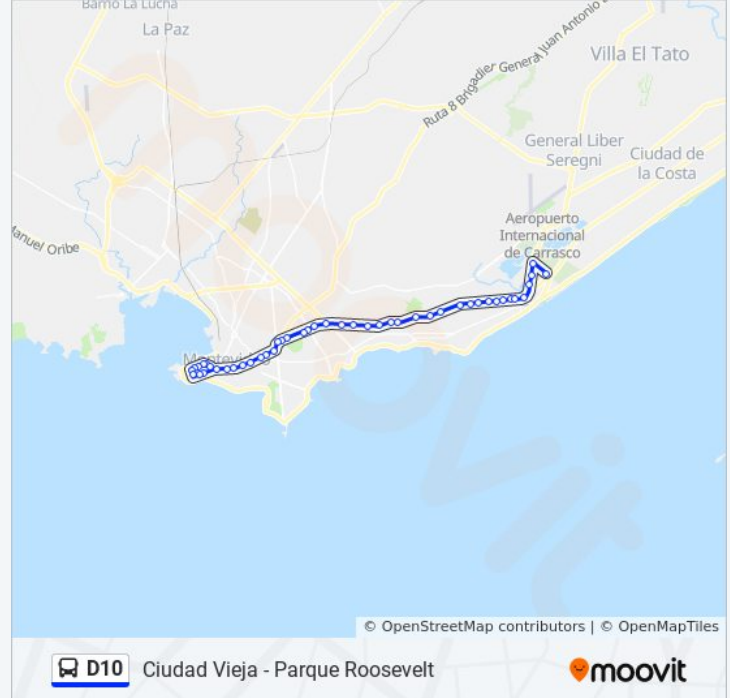 Barrio La Lucha
La Paz
Villa El Tato
General Juan Antonio
Ruta 8 Brigadier
General Liber
Seregni
Ciudad de
la Costa
Manuel Oribe
Aeropuerto
Internacional
de Carrasco
Montevideo
© OpenStreetMap contributors | © OpenMapTiles
D10
Ciudad Vieja - Parque Roosevelt
moovit